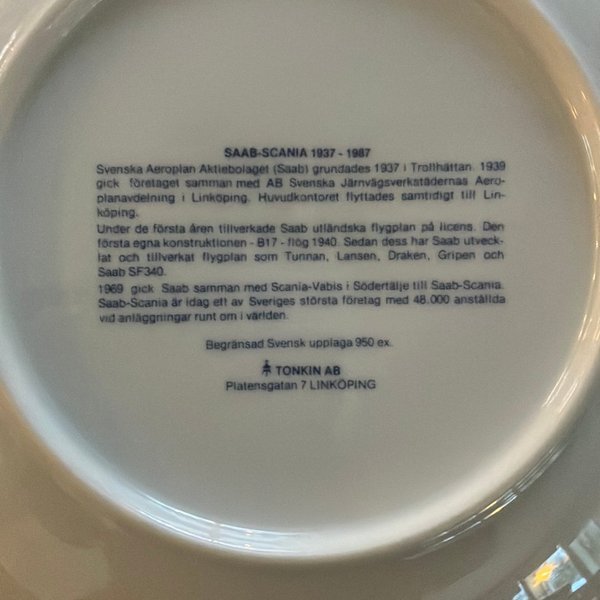 SAAB-SCANIA 1937 - 1987
Svenska Aeroplan Aktiebolaget (Saab) grundades 1937 i Trollhättan. 1939
gick företaget samman med AB Svenska Järnvägsverkstädernas Aero-
planavdelning i Linköping. Huvudkontoret flyttades samtidigt till Lin-
köping.
Under de första åren tillverkade Saab utländska flygplan på licens. Den
första egna konstruktionen - B17 - flög 1940. Sedan dess har Saab utveck-
lat och tillverkat flygplan som Tunnan, Lansen, Draken, Gripen och
Saab SF340.
1969 gick Saab samman med Scania-Vabis i Södertälje till Saab-Scania.
Saab-Scania är idag ett av Sveriges största företag med 48.000 anställda
vid anläggningar runt om i världen.
Begränsad Svensk upplaga 950 ex.
TONKIN AB
Platensgatan 7 LINKÖPING